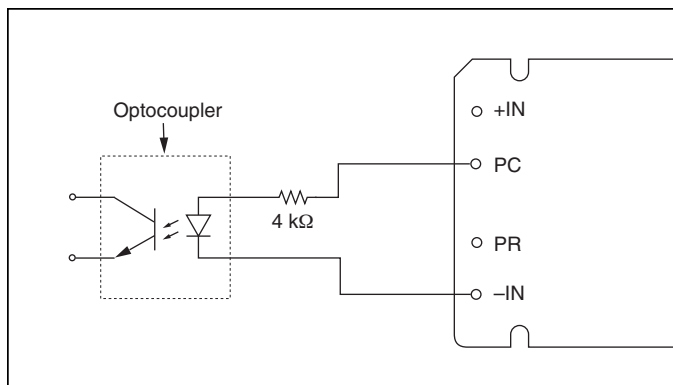 Optocoupler
+IN
PC
4 kΩ
PR
–IN